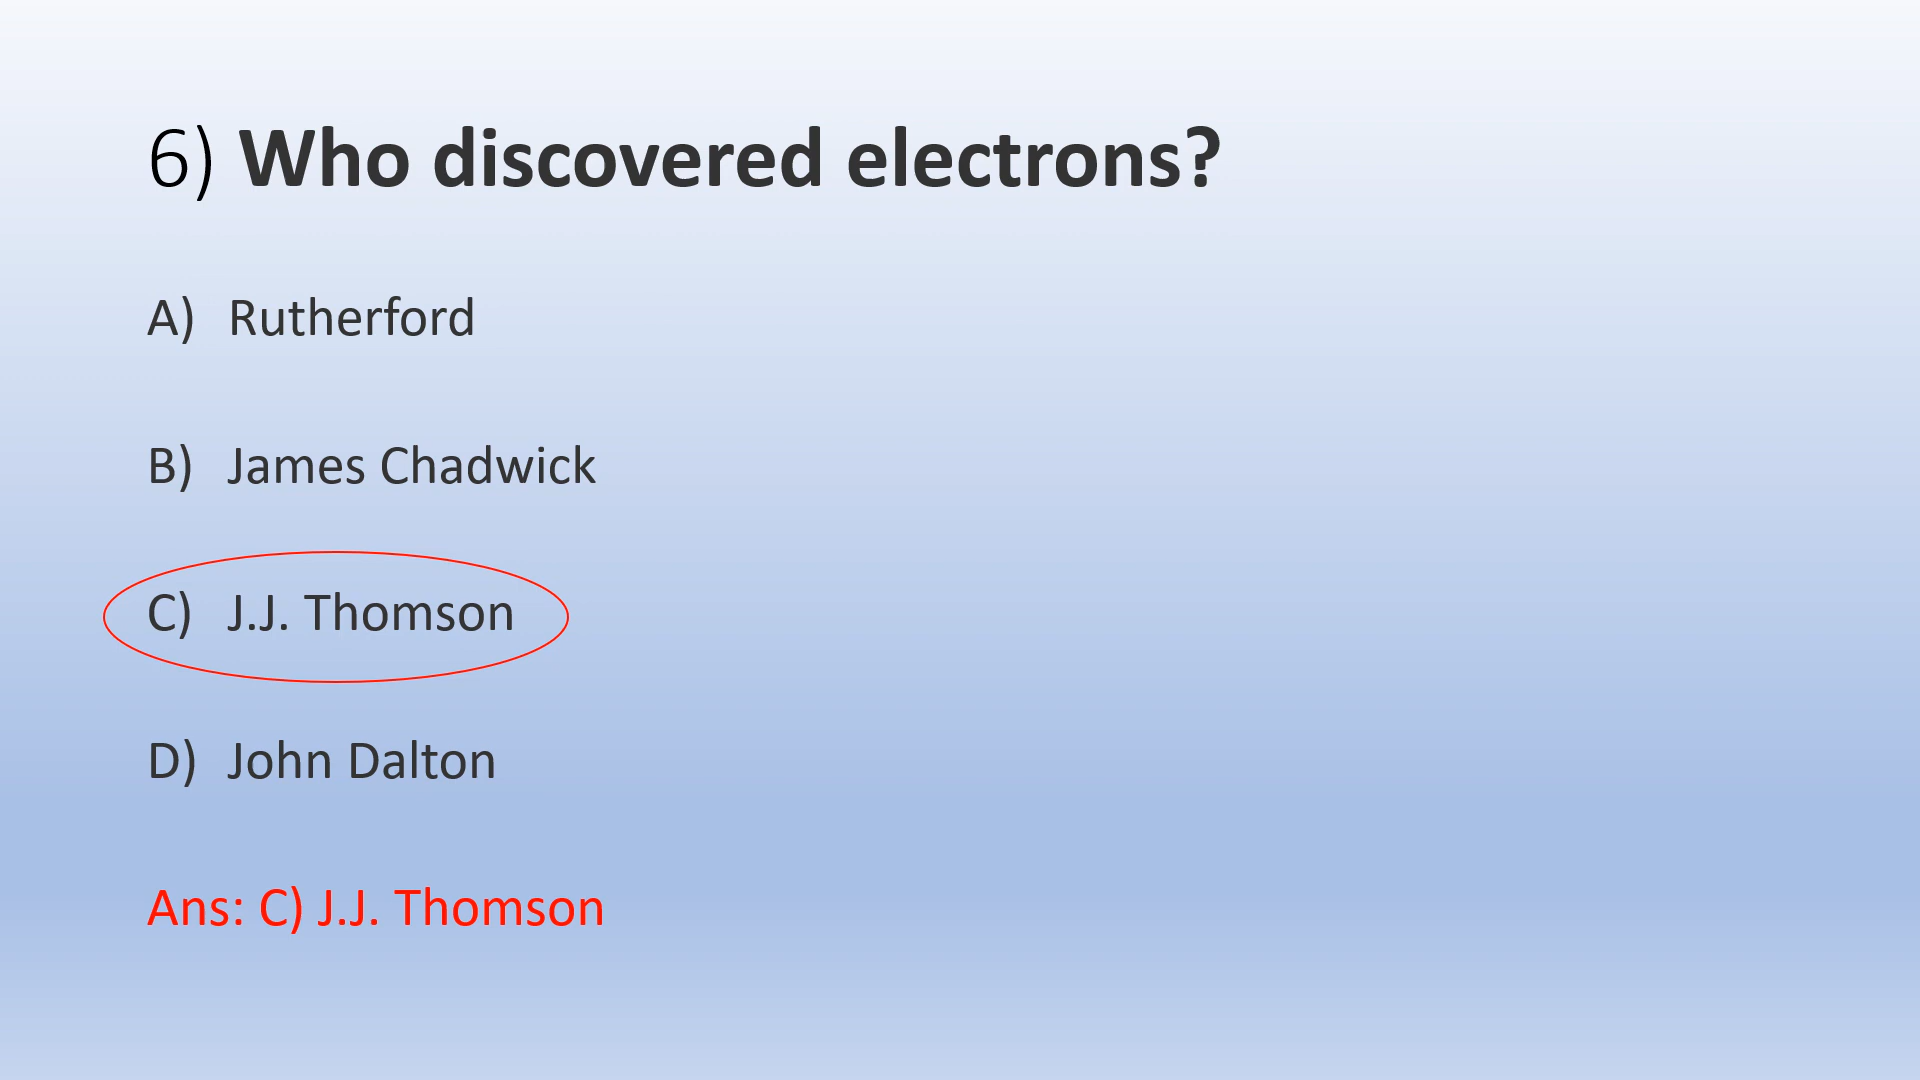 6) Who discovered electrons?
A) Rutherford
B) James Chadwick
C) J.J. Thomson
D) John Dalton
Ans: C) J.J. Thomson